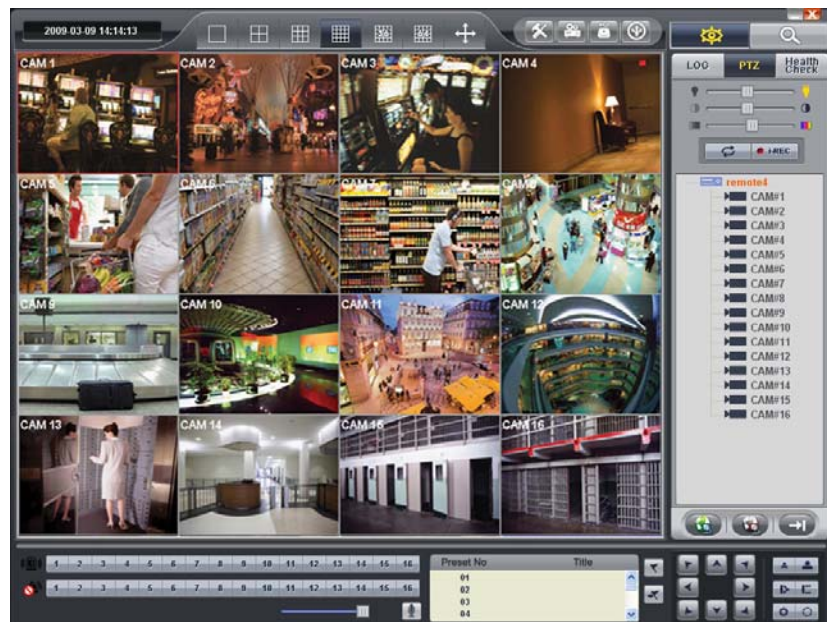 2009-03-09 14:14:13
LOG PTZ Health Check
CAM 1 CAM 2 CAM 3 CAM 4
i-REC
remote4
CAM#1
CAM#2
CAM#3
CAM#4
CAM#5
CAM#6
CAM#7
CAM#8
CAM#9
CAM#10
CAM#11
CAM#12
CAM#13
CAM#14
CAM#15
CAM#16
CAM 5 CAM 6 CAM 7 CAM 8
CAM 9 CAM 10 CAM 11 CAM 12
CAM 13 CAM 14 CAM 15 CAM 16
1 2 3 4 5 6 7 8 9 10 11 12 13 14 15 16
1 2 3 4 5 6 7 8 9 10 11 12 13 14 15 16
Preset No Title
01
02
03
04